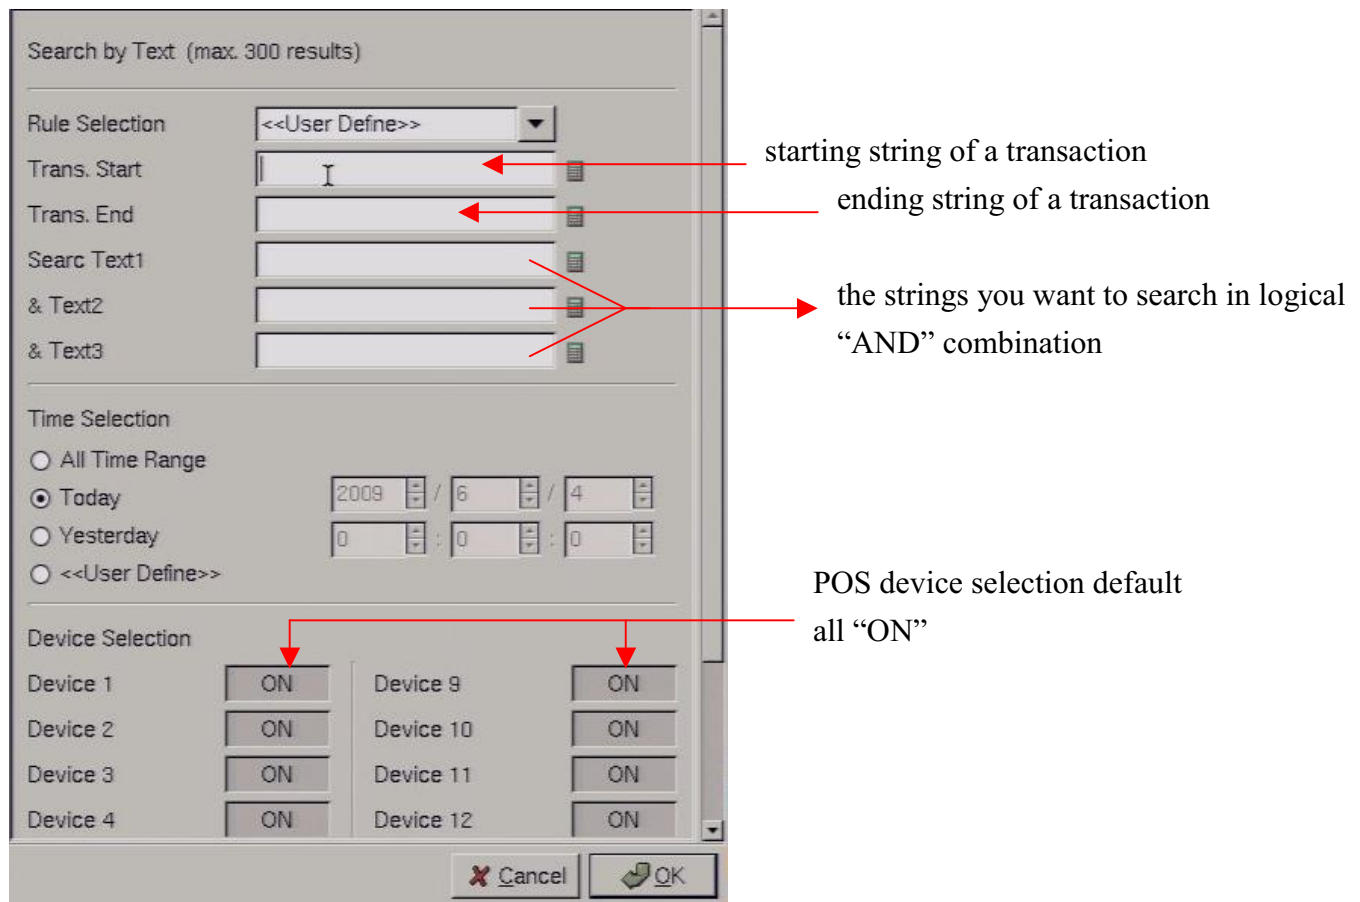 Search by Text (max. 300 results)
Rule Selection <<User Define>>
Trans. Start
starting string of a transaction
Trans. End
ending string of a transaction
Searc Text1
& Text2
& Text3
the strings you want to search in logical
“AND” combination
Time Selection
All Time Range
Today 2009 / 6 / 4
Yesterday 0 : 0 : 0
<<User Define>>
POS device selection default
all “ON”
Device Selection
Device 1 ON Device 9 ON
Device 2 ON Device 10 ON
Device 3 ON Device 11 ON
Device 4 ON Device 12 ON
Cancel OK